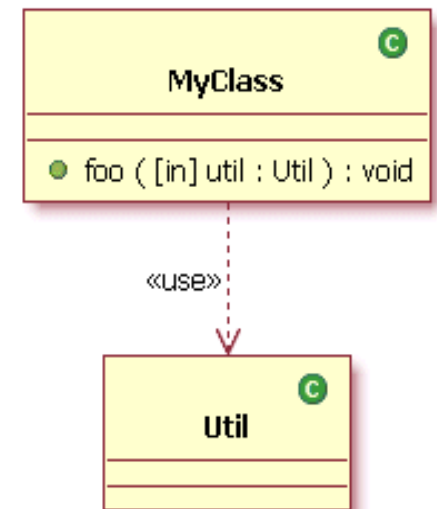 C
MyClass
foo ( [in] util : Util ) : void
«use»
C
Util